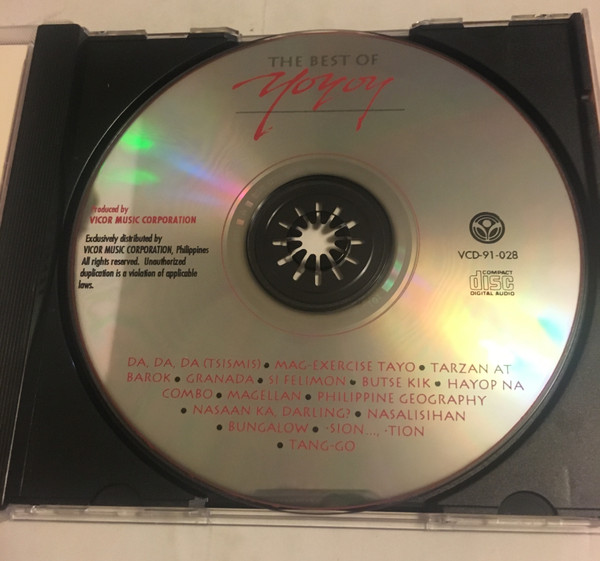 THE BEST OF
yoyoy
Produced by
VICOR MUSIC CORPORATION
Exclusively distributed by
VICOR MUSIC CORPORATION, Philippines
All rights reserved. Unauthorized
duplication is a violation of applicable
laws.
VCD-91-028
COMPACT
disc
DIGITAL AUDIO
DA, DA, DA (TSISMIS) • MAG-EXERCISE TAYO • TARZAN AT
BAROK • GRANADA • SI FELIMON • BUTSE KIK • HAYOP NA
COMBO • MAGELLAN • PHILIPPINE GEOGRAPHY
• NASAAN KA, DARLING? • NASALISIHAN
• BUNGALOW • -SION..., -TION
• TANG-GO